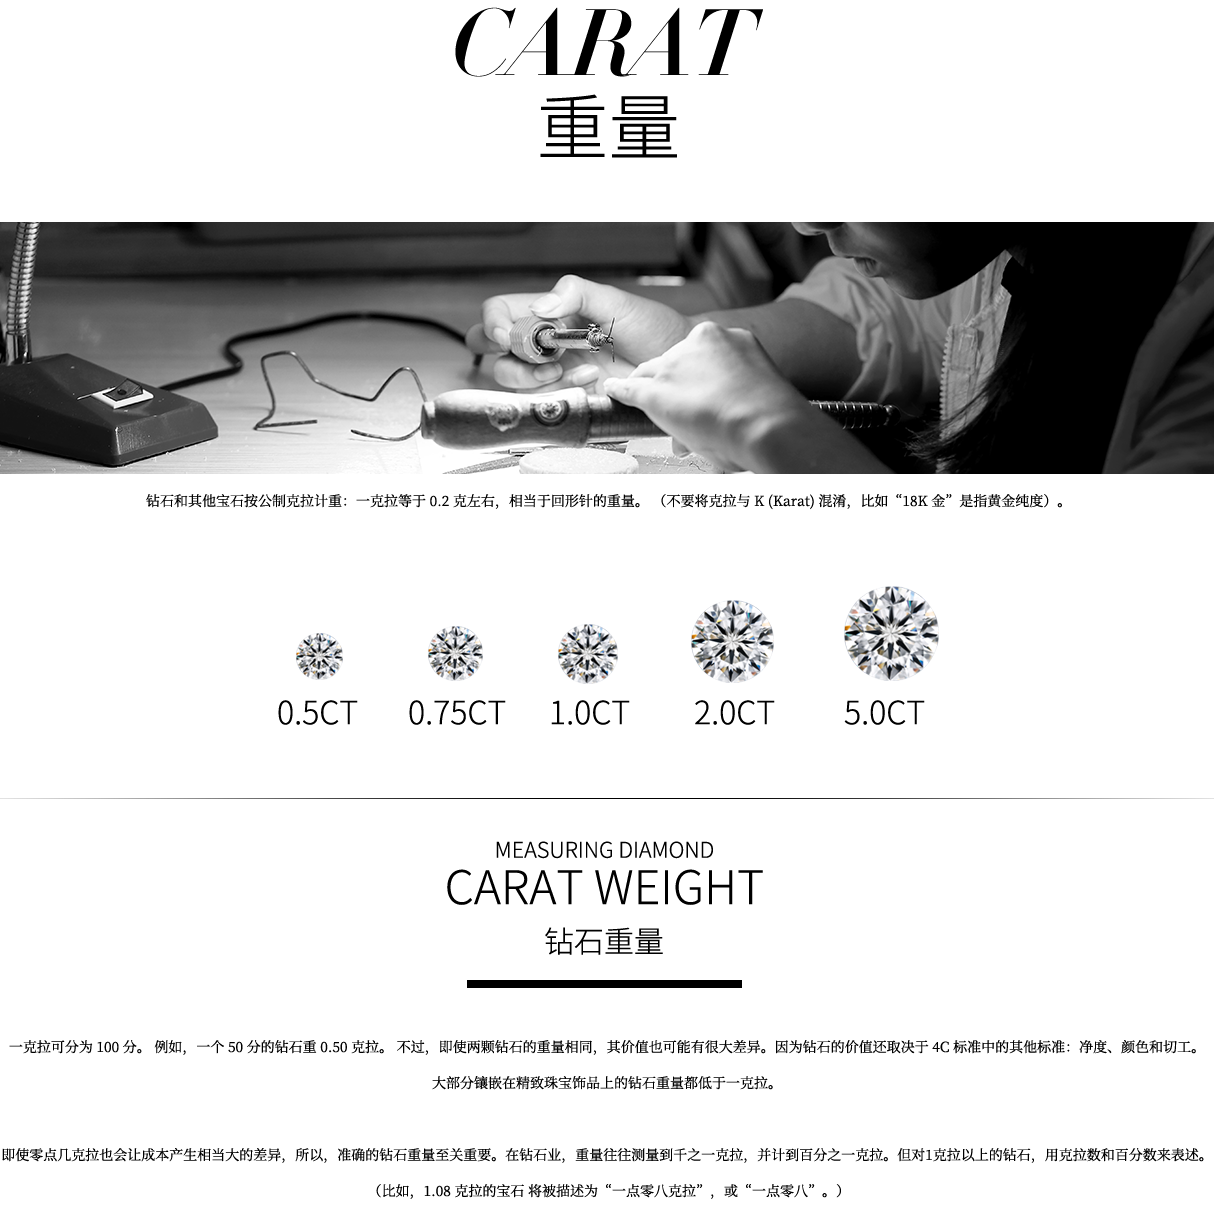 CARAT
重量
钻石和其他宝石按公制克拉计重：一克拉等于 0.2 克左右，相当于回形针的重量。（不要将克拉与 K (Karat) 混淆，比如“18K 金”是指黄金纯度）。
0.5CT 0.75CT 1.0CT 2.0CT 5.0CT
MEASURING DIAMOND
CARAT WEIGHT
钻石重量
一克拉可分为 100 分。 例如，一个 50 分的钻石重 0.50 克拉。 不过，即使两颗钻石的重量相同，其价值也可能有很大差异。因为钻石的价值还取决于 4C 标准中的其他标准：净度、颜色和切工。
大部分镶嵌在精致珠宝饰品上的钻石重量都低于一克拉。
即使零点几克拉也会让成本产生相当大的差异，所以，准确的钻石重量至关重要。在钻石业，重量往往测量到千之一克拉，并计到百分之一克拉。但对1克拉以上的钻石，用克拉数和百分数来表述。
（比如，1.08 克拉的宝石 将被描述为“一点零八克拉”，或“一点零八”。）